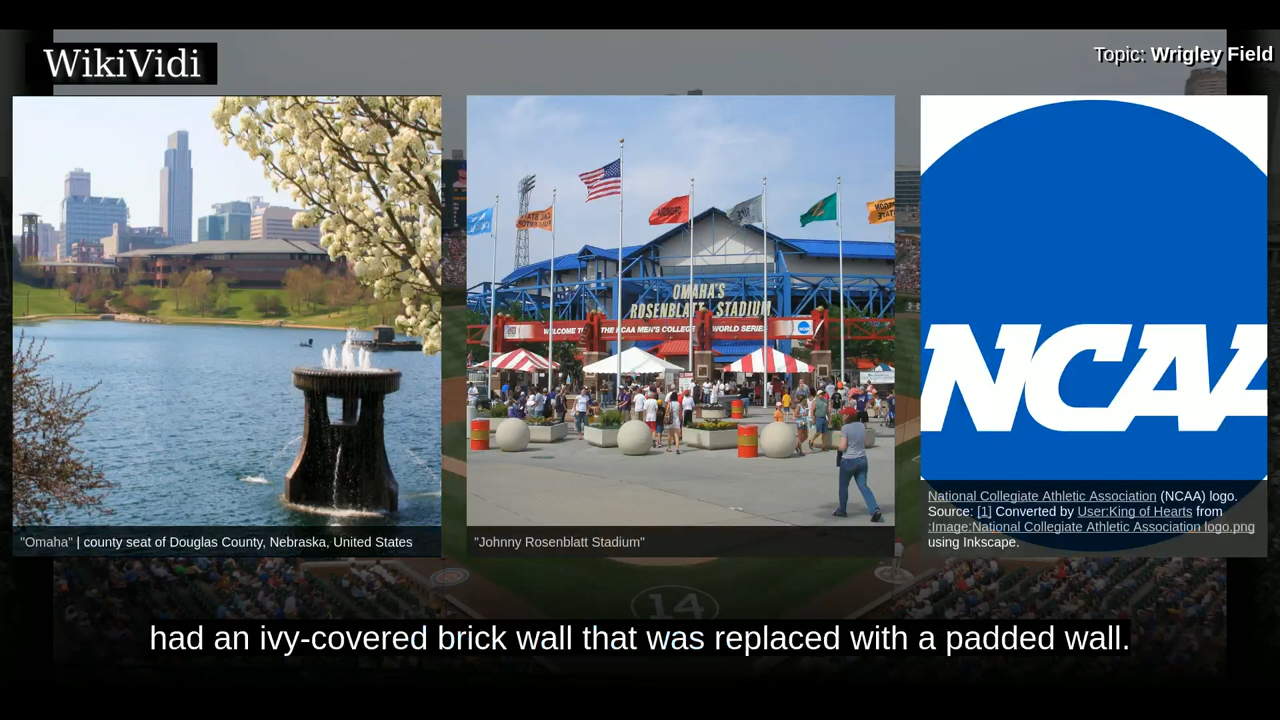 WikiVidi
Topic: Wrigley Field
OMAHA'S
ROSENBLATT STADIUM
WELCOME TO THE NCAA MEN'S COLLEGE WORLD SERIES
NCAA
"Omaha" | county seat of Douglas County, Nebraska, United States
"Johnny Rosenblatt Stadium"
National Collegiate Athletic Association (NCAA) logo.
Source: [1] Converted by User:King of Hearts from
:Image:National Collegiate Athletic Association logo.png
using Inkscape.
14
had an ivy-covered brick wall that was replaced with a padded wall.